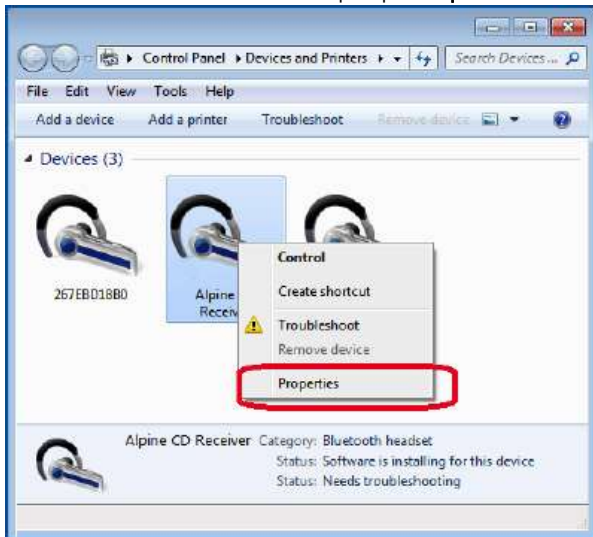 Control Panel ▸ Devices and Printers ▸
Search Devices ...
File Edit View Tools Help
Add a device Add a printer Troubleshoot Remove device
Devices (3)
267EBD18B0
Alpine
Receiv
Control
Create shortcut
Troubleshoot
Remove device
Properties
Alpine CD Receiver Category: Bluetooth headset
Status: Software is installing for this device
Status: Needs troubleshooting